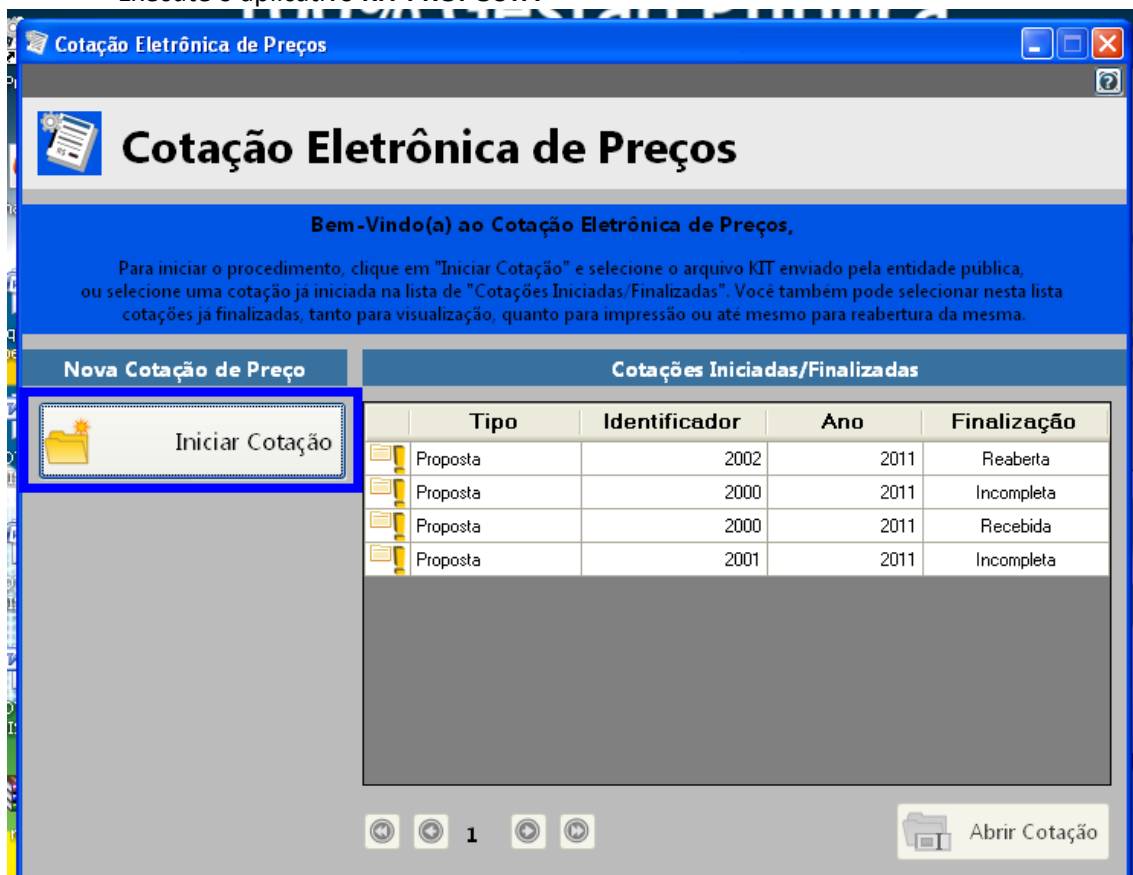 Cotação Eletrônica de Preços
Cotação Eletrônica de Preços
Bem-Vindo(a) ao Cotação Eletrônica de Preços,
Para iniciar o procedimento, clique em "Iniciar Cotação" e selecione o arquivo KIT enviado pela entidade pública,
ou selecione uma cotação já iniciada na lista de "Cotações Iniciadas/Finalizadas". Você também pode selecionar nesta lista
cotações já finalizadas, tanto para visualização, quanto para impressão ou até mesmo para reabertura da mesma.
Nova Cotação de Preço
Cotações Iniciadas/Finalizadas
Iniciar Cotação
Tipo Identificador Ano Finalização
Proposta 2002 2011 Reaberta
Proposta 2000 2011 Incompleta
Proposta 2000 2011 Recebida
Proposta 2001 2011 Incompleta
1
Abrir Cotação